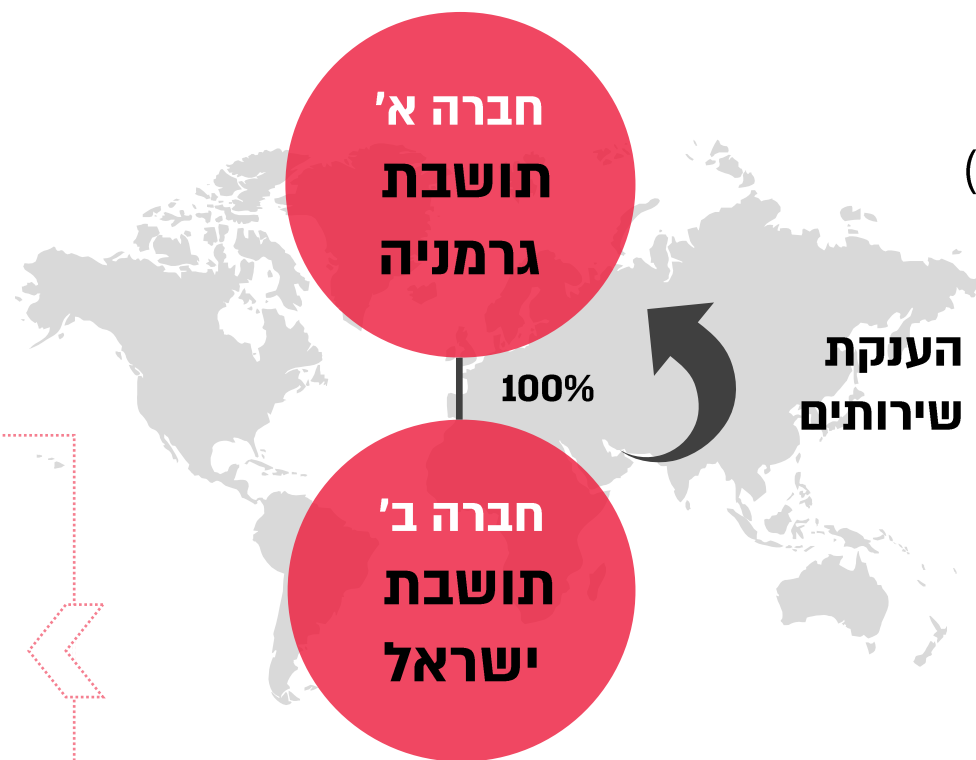 חברה א'
תושבת
גרמניה
)
הענקת
שירותים
100%
חברה ב'
תושבת
ישראל